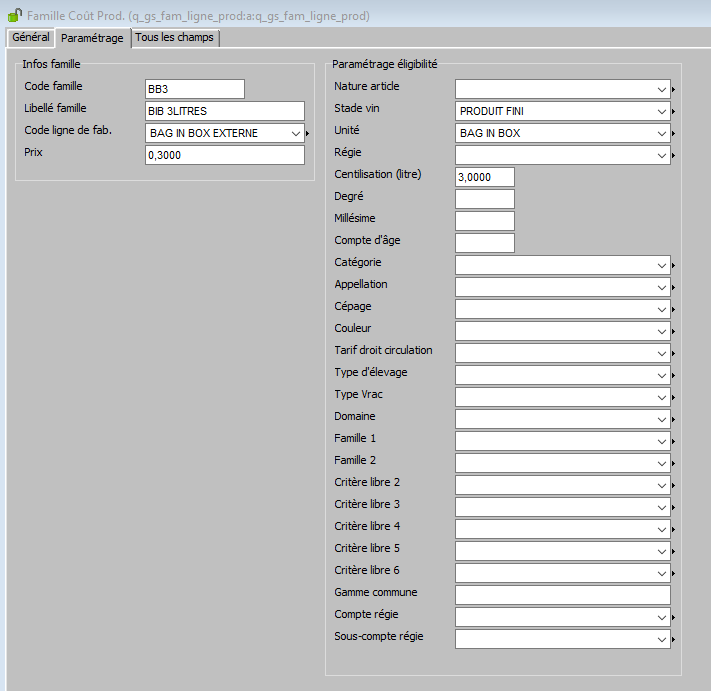 Famille Coût Prod. (q_gs_fam_ligne_prod:a:q_gs_fam_ligne_prod)
Général Paramétrage Tous les champs
Infos famille
Code famille BB3
Libellé famille BIB 3LITRES
Code ligne de fab. BAG IN BOX EXTERNE
Prix 0,3000
Paramétrage éligibilité
Nature article
Stade vin PRODUIT FINI
Unité BAG IN BOX
Régie
Centilisation (litre) 3,0000
Degré
Millésime
Compte d'âge
Catégorie
Appellation
Cépage
Couleur
Tarif droit circulation
Type d'élevage
Type Vrac
Domaine
Famille 1
Famille 2
Critère libre 2
Critère libre 3
Critère libre 4
Critère libre 5
Critère libre 6
Gamme commune
Compte régie
Sous-compte régie